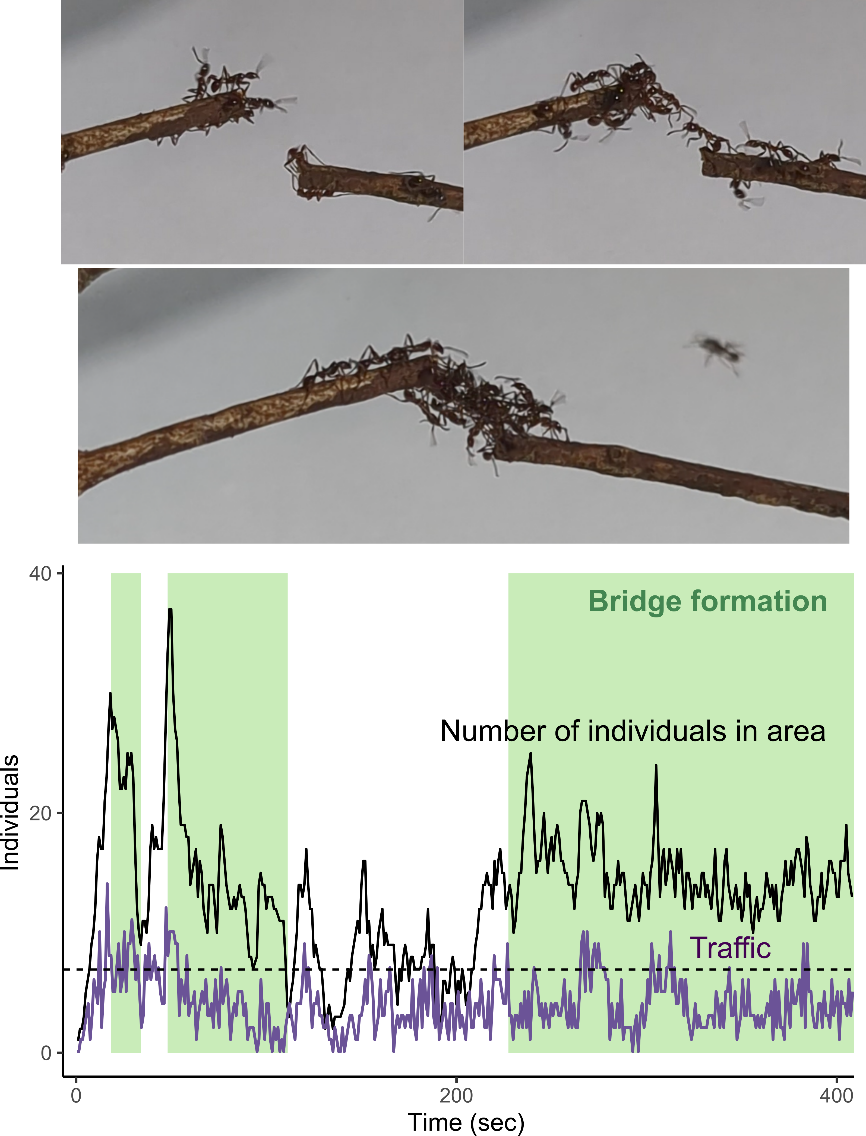 40
Bridge formation
Number of individuals in area
Individuals
20
Traffic
0
0
200
400
Time (sec)